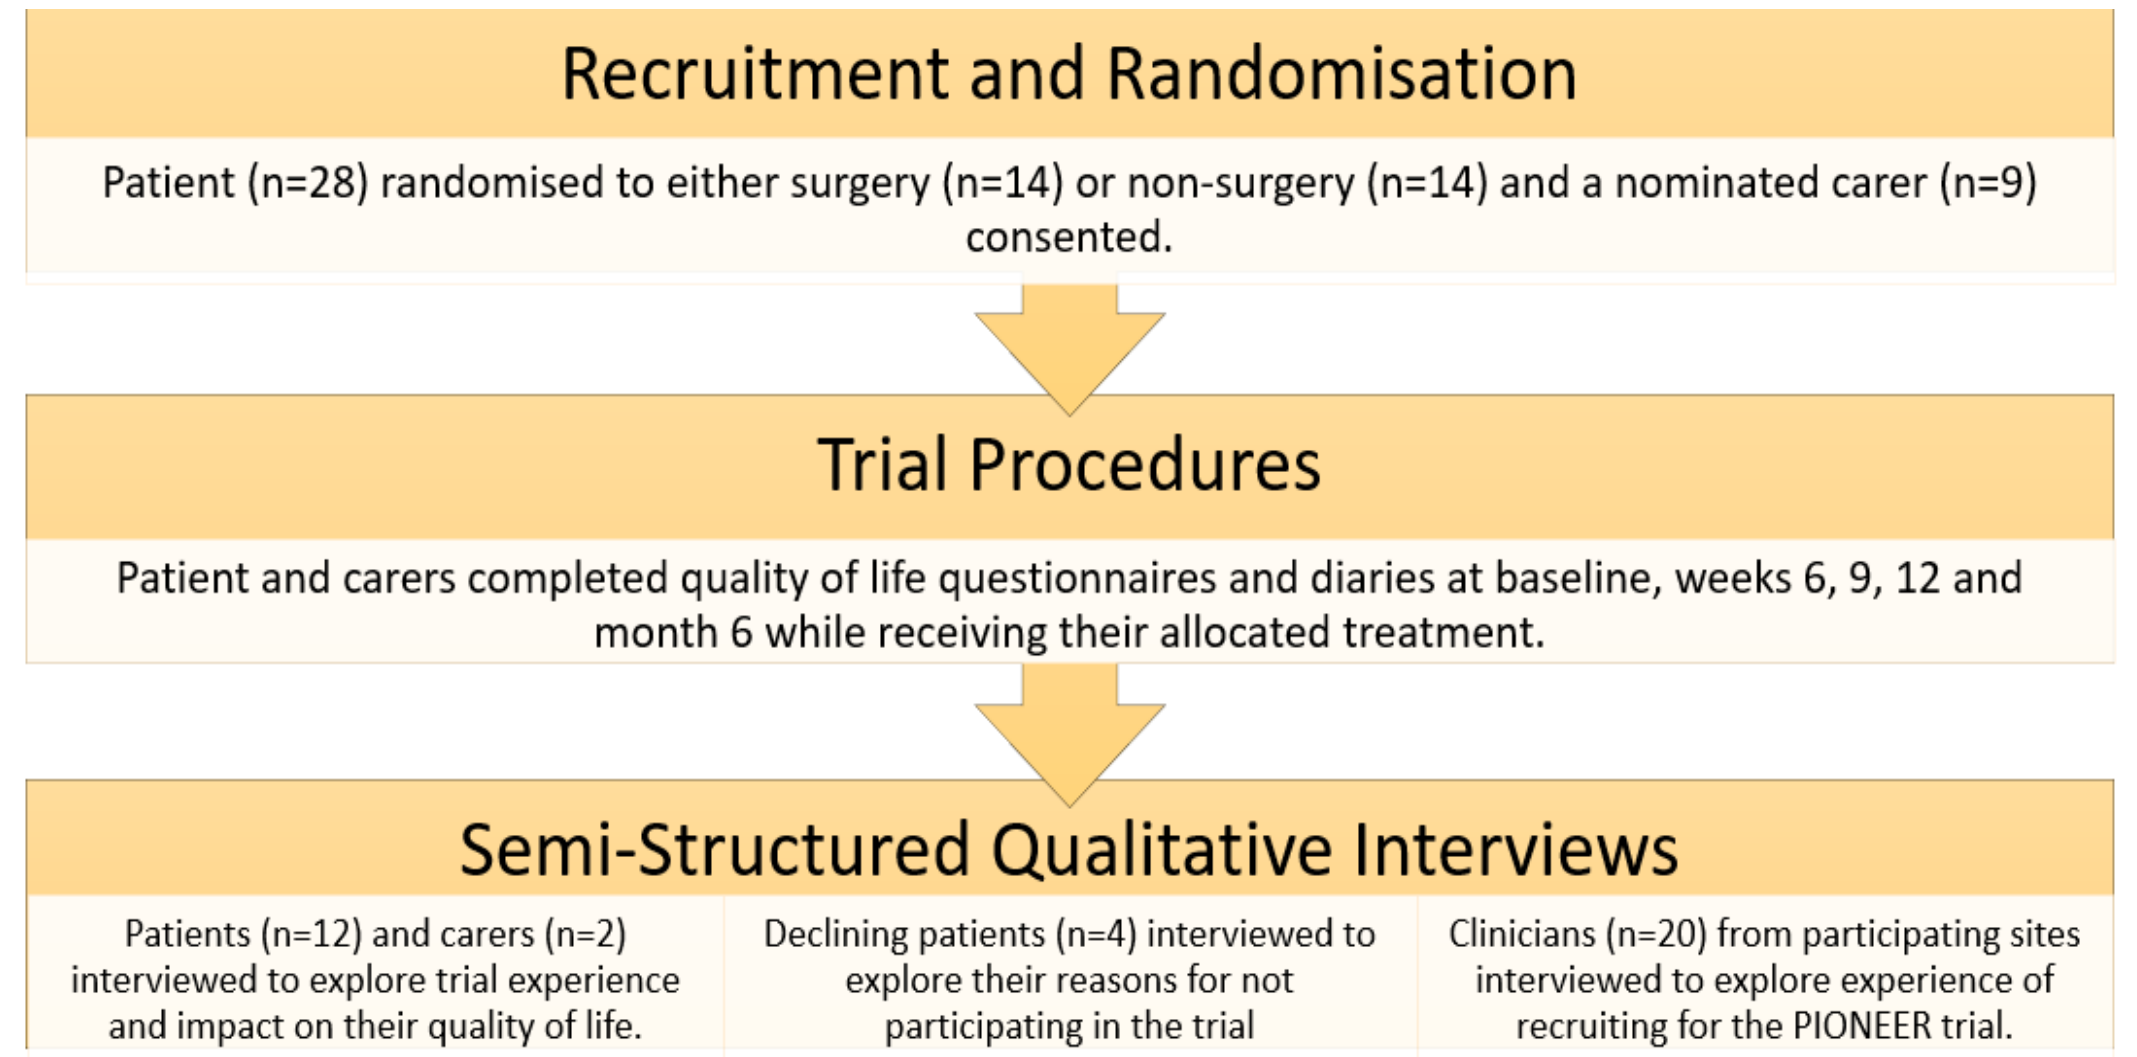 Recruitment and Randomisation
Patient (n=28) randomised to either surgery (n=14) or non-surgery (n=14) and a nominated carer (n=9)
consented.
Trial Procedures
Patient and carers completed quality of life questionnaires and diaries at baseline, weeks 6, 9, 12 and
month 6 while receiving their allocated treatment.
Semi-Structured Qualitative Interviews
Patients (n=12) and carers (n=2)
interviewed to explore trial experience
and impact on their quality of life.
Declining patients (n=4) interviewed to
explore their reasons for not
participating in the trial
Clinicians (n=20) from participating sites
interviewed to explore experience of
recruiting for the PIONEER trial.